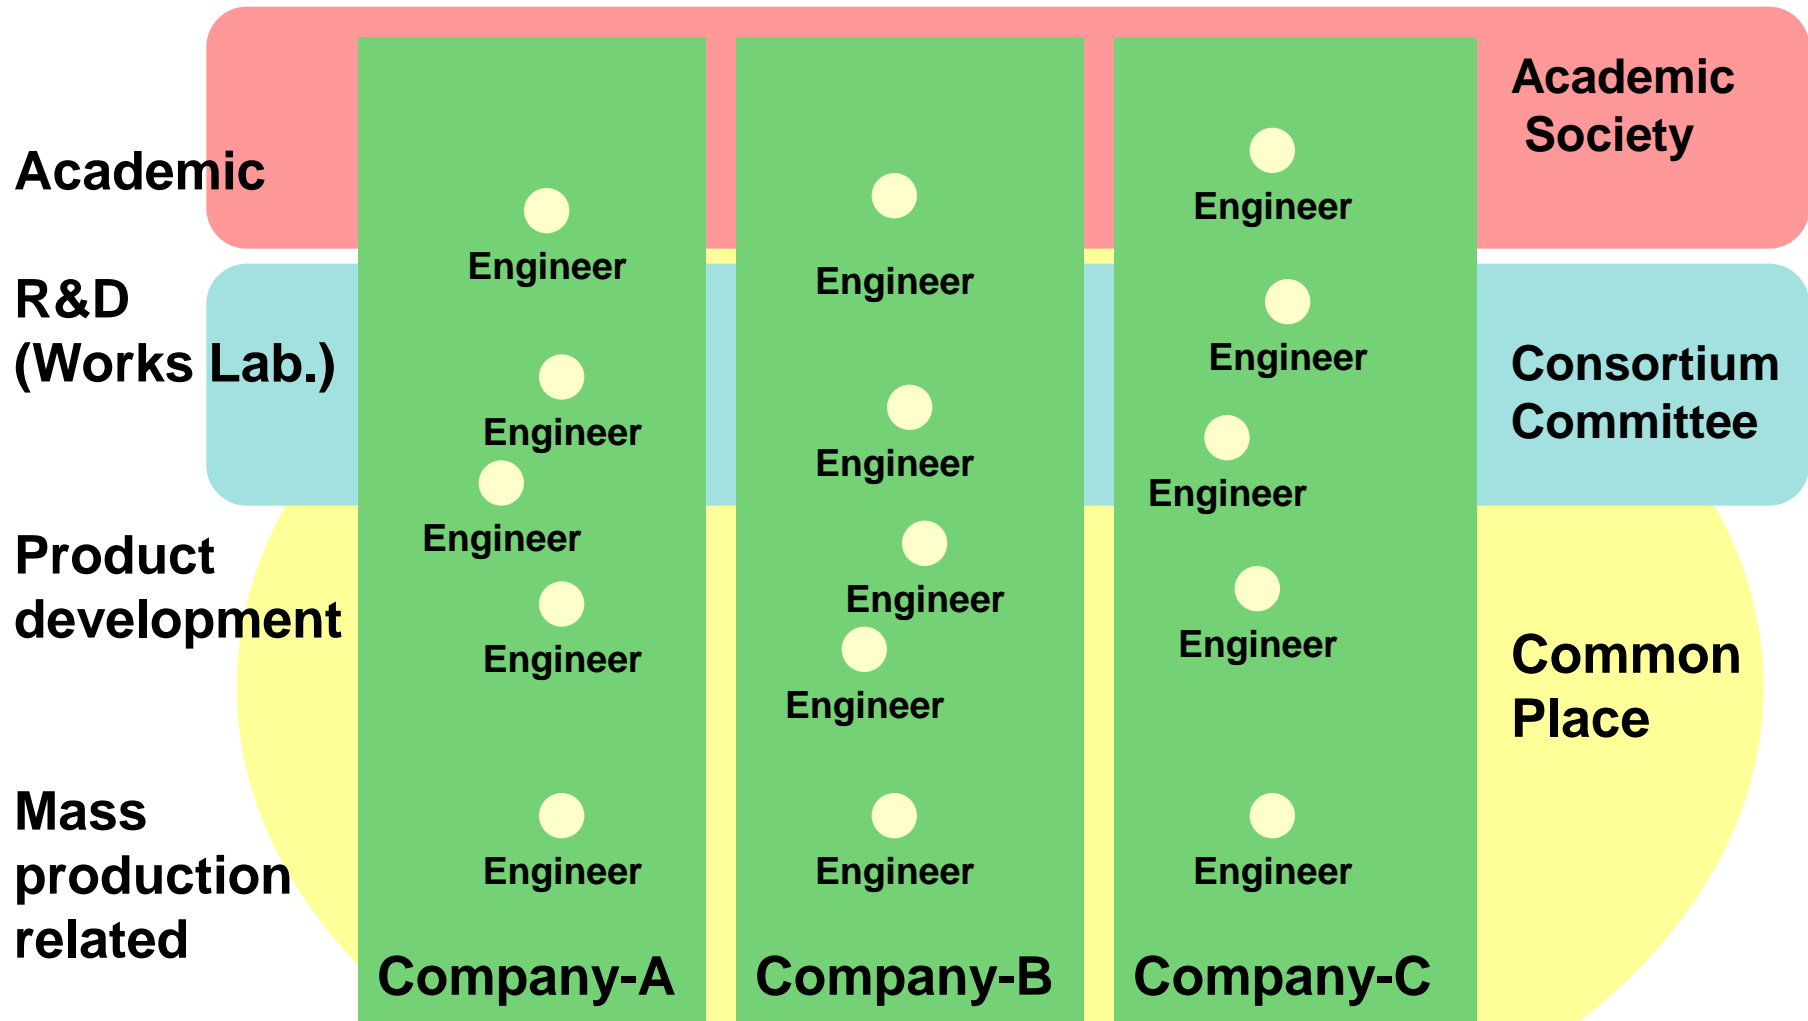 Academic
Society
Academic
Engineer
Engineer
Engineer
R&D
(Works Lab.)
Engineer
Consortium
Committee
Engineer
Engineer
Engineer
Engineer
Product
development
Engineer
Engineer
Engineer
Engineer
Common
Place
Mass
production
related
Engineer
Engineer
Engineer
Company-A
Company-B
Company-C